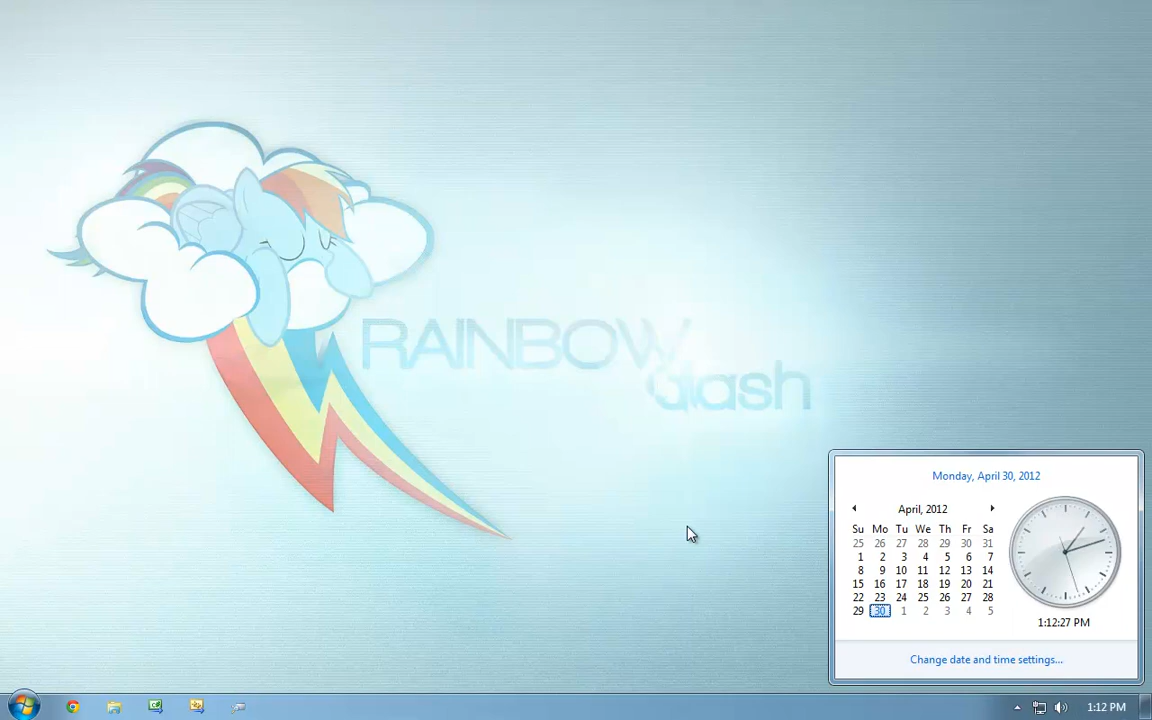 RAINBOW
dash
Monday, April 30, 2012
April, 2012
Su Mo Tu We Th Fr Sa
25 26 27 28 29 30 31
1 2 3 4 5 6 7
8 9 10 11 12 13 14
15 16 17 18 19 20 21
22 23 24 25 26 27 28
29 30 1 2 3 4 5
1:12:27 PM
Change date and time settings...
1:12 PM